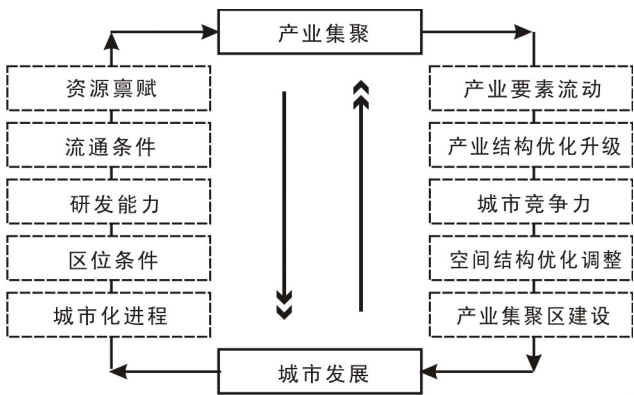 产业集聚
资源禀赋
流通条件
研发能力
区位条件
城市化进程
产业要素流动
产业结构优化升级
城市竞争力
空间结构优化调整
产业集聚区建设
城市发展